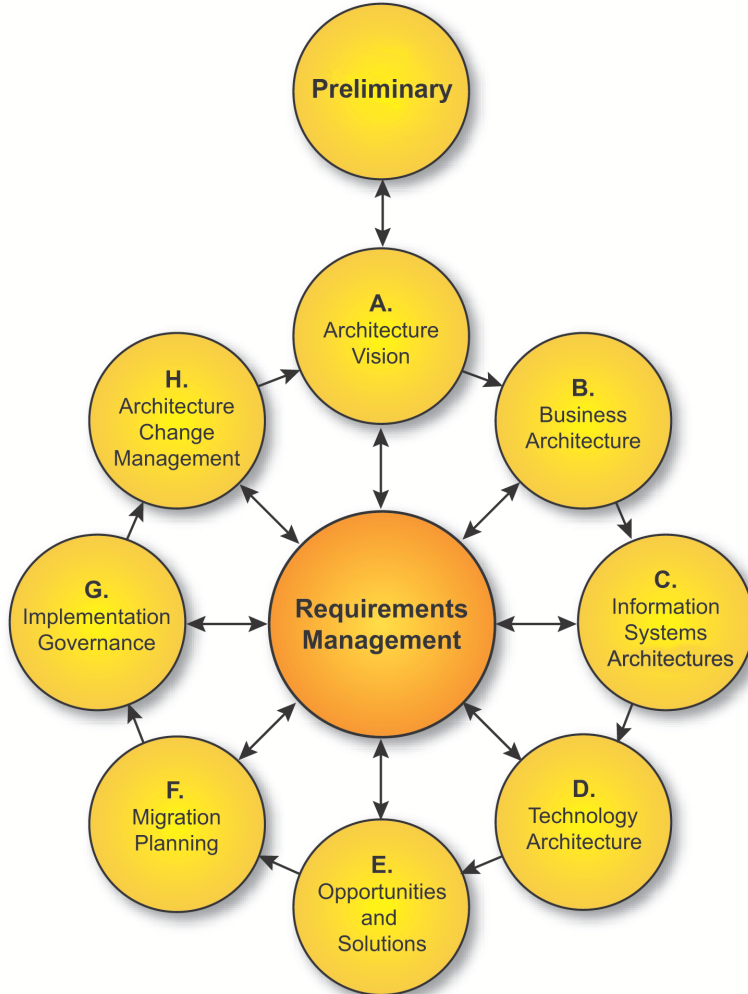 Preliminary
A.
Architecture
Vision
B.
Business
Architecture
C.
Information
Systems
Architectures
D.
Technology
Architecture
E.
Opportunities
and
Solutions
F.
Migration
Planning
G.
Implementation
Governance
H.
Architecture
Change
Management
Requirements
Management